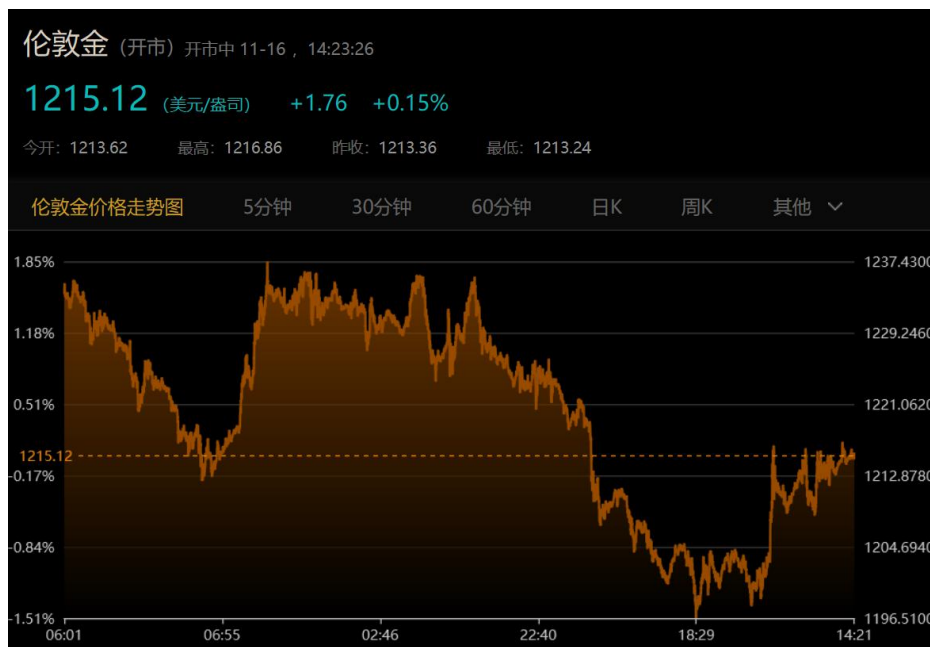 伦敦金（开市）开市中 11-16 ，14:23:26
1215.12 (美元/盎司) +1.76 +0.15%
今开: 1213.62 最高: 1216.86 昨收: 1213.36 最低: 1213.24
伦敦金价格走势图 5分钟 30分钟 60分钟 日K 周K 其他
1.85% 1237.4300
1.18% 1229.2460
0.51% 1221.0620
1215.12
-0.17% 1212.8780
-0.84% 1204.6940
-1.51% 1196.5100
06:01 06:55 02:46 22:40 18:29 14:21